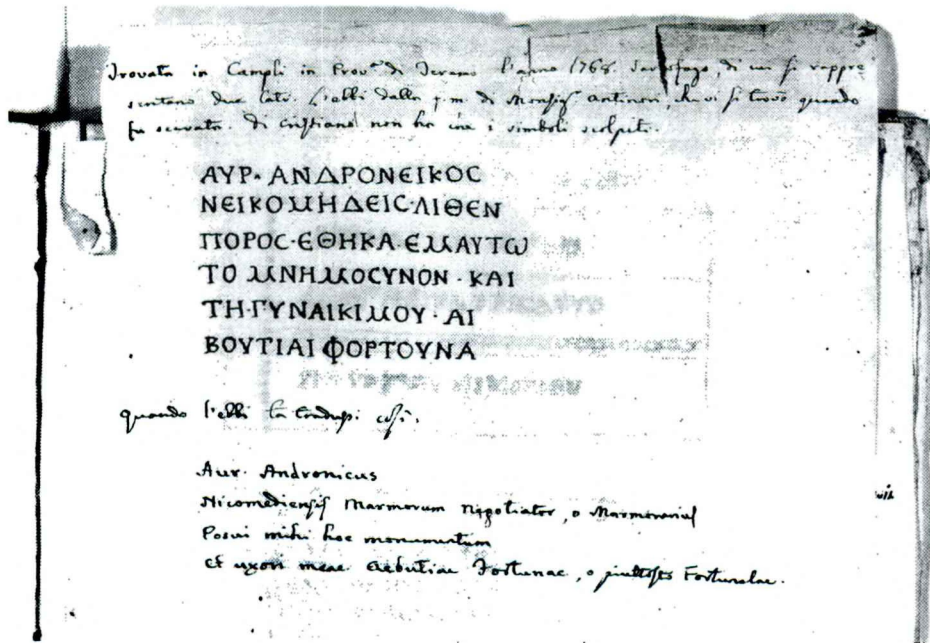 Trovata in Campli in Prov.ª di Teramo l'anno 1768. Sarcofago, di cui si rappre
sentano due lati. L'ebbi dalla f.m. di Monsig.r Antinori, che vi si trovò quando
fu scavata. Di cristiano non ha che i simboli scolpiti.
ΑΥΡ· ΑΝΔΡΟΝΕΙΚΟϹ
ΝΕΙΚΟΜΗΔΕΙϹ·ΛΙΘΕΝ
ΠΟΡΟϹ·ΕΘΗΚΑ·ΕΜΑΥΤΩ
ΤΟ ΜΝΗΜΟϹΥΝΟΝ · ΚΑΙ
ΤΗ·ΓΥΝΑΙΚΙΜΟΥ·ΑΙ
ΒΟΥΤΙΑΙ ΦΟΡΤΟΥΝΑ
quando l'ebbi la tradussi così:
Aur. Andronicus
Nicomediensis Marmorum Negotiator, o Marmorarius
Posui mihi hoc monumentum
et uxori meae Aebutiae Fortunae, o piuttosto Fortunulae.